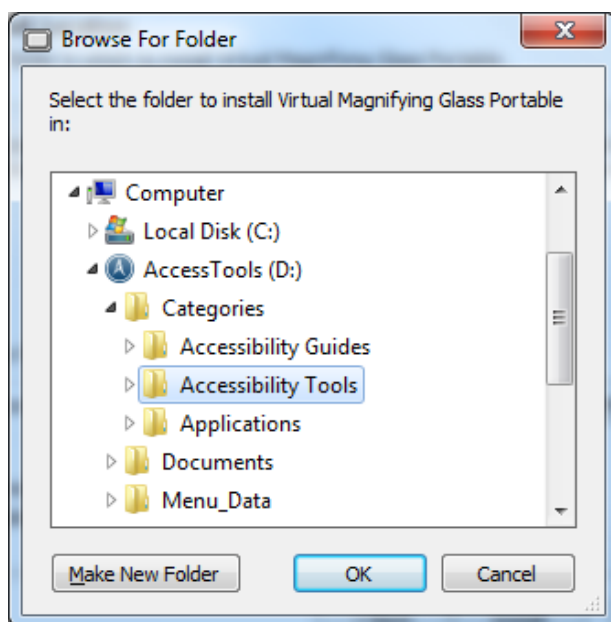 Browse For Folder
Select the folder to install Virtual Magnifying Glass Portable
in:
Computer
Local Disk (C:)
AccessTools (D:)
Categories
Accessibility Guides
Accessibility Tools
Applications
Documents
Menu_Data
Make New Folder
OK
Cancel